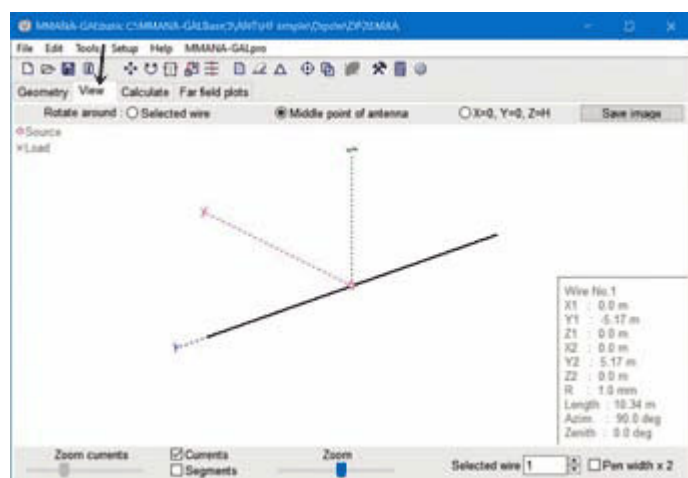 MMANA-GALbasic C:\MMANA-GALBasic3\ANT\HF simple\Dipole\DP20.MAA
File Edit Tools Setup Help MMANA-GALpro
Geometry View Calculate Far field plots
Rotate around : Selected wire Middle point of antenna X=0, Y=0, Z=H Save image
Source
Load
X
Y
Wire No.1
X1 : 0.0 m
Y1 : -5.17 m
Z1 : 0.0 m
X2 : 0.0 m
Y2 : 5.17 m
Z2 : 0.0 m
R : 1.0 mm
Length : 10.34 m
Azim. : 90.0 deg
Zenith : 0.0 deg
Zoom currents Currents Zoom
Segments Selected wire 1 Pen width x 2